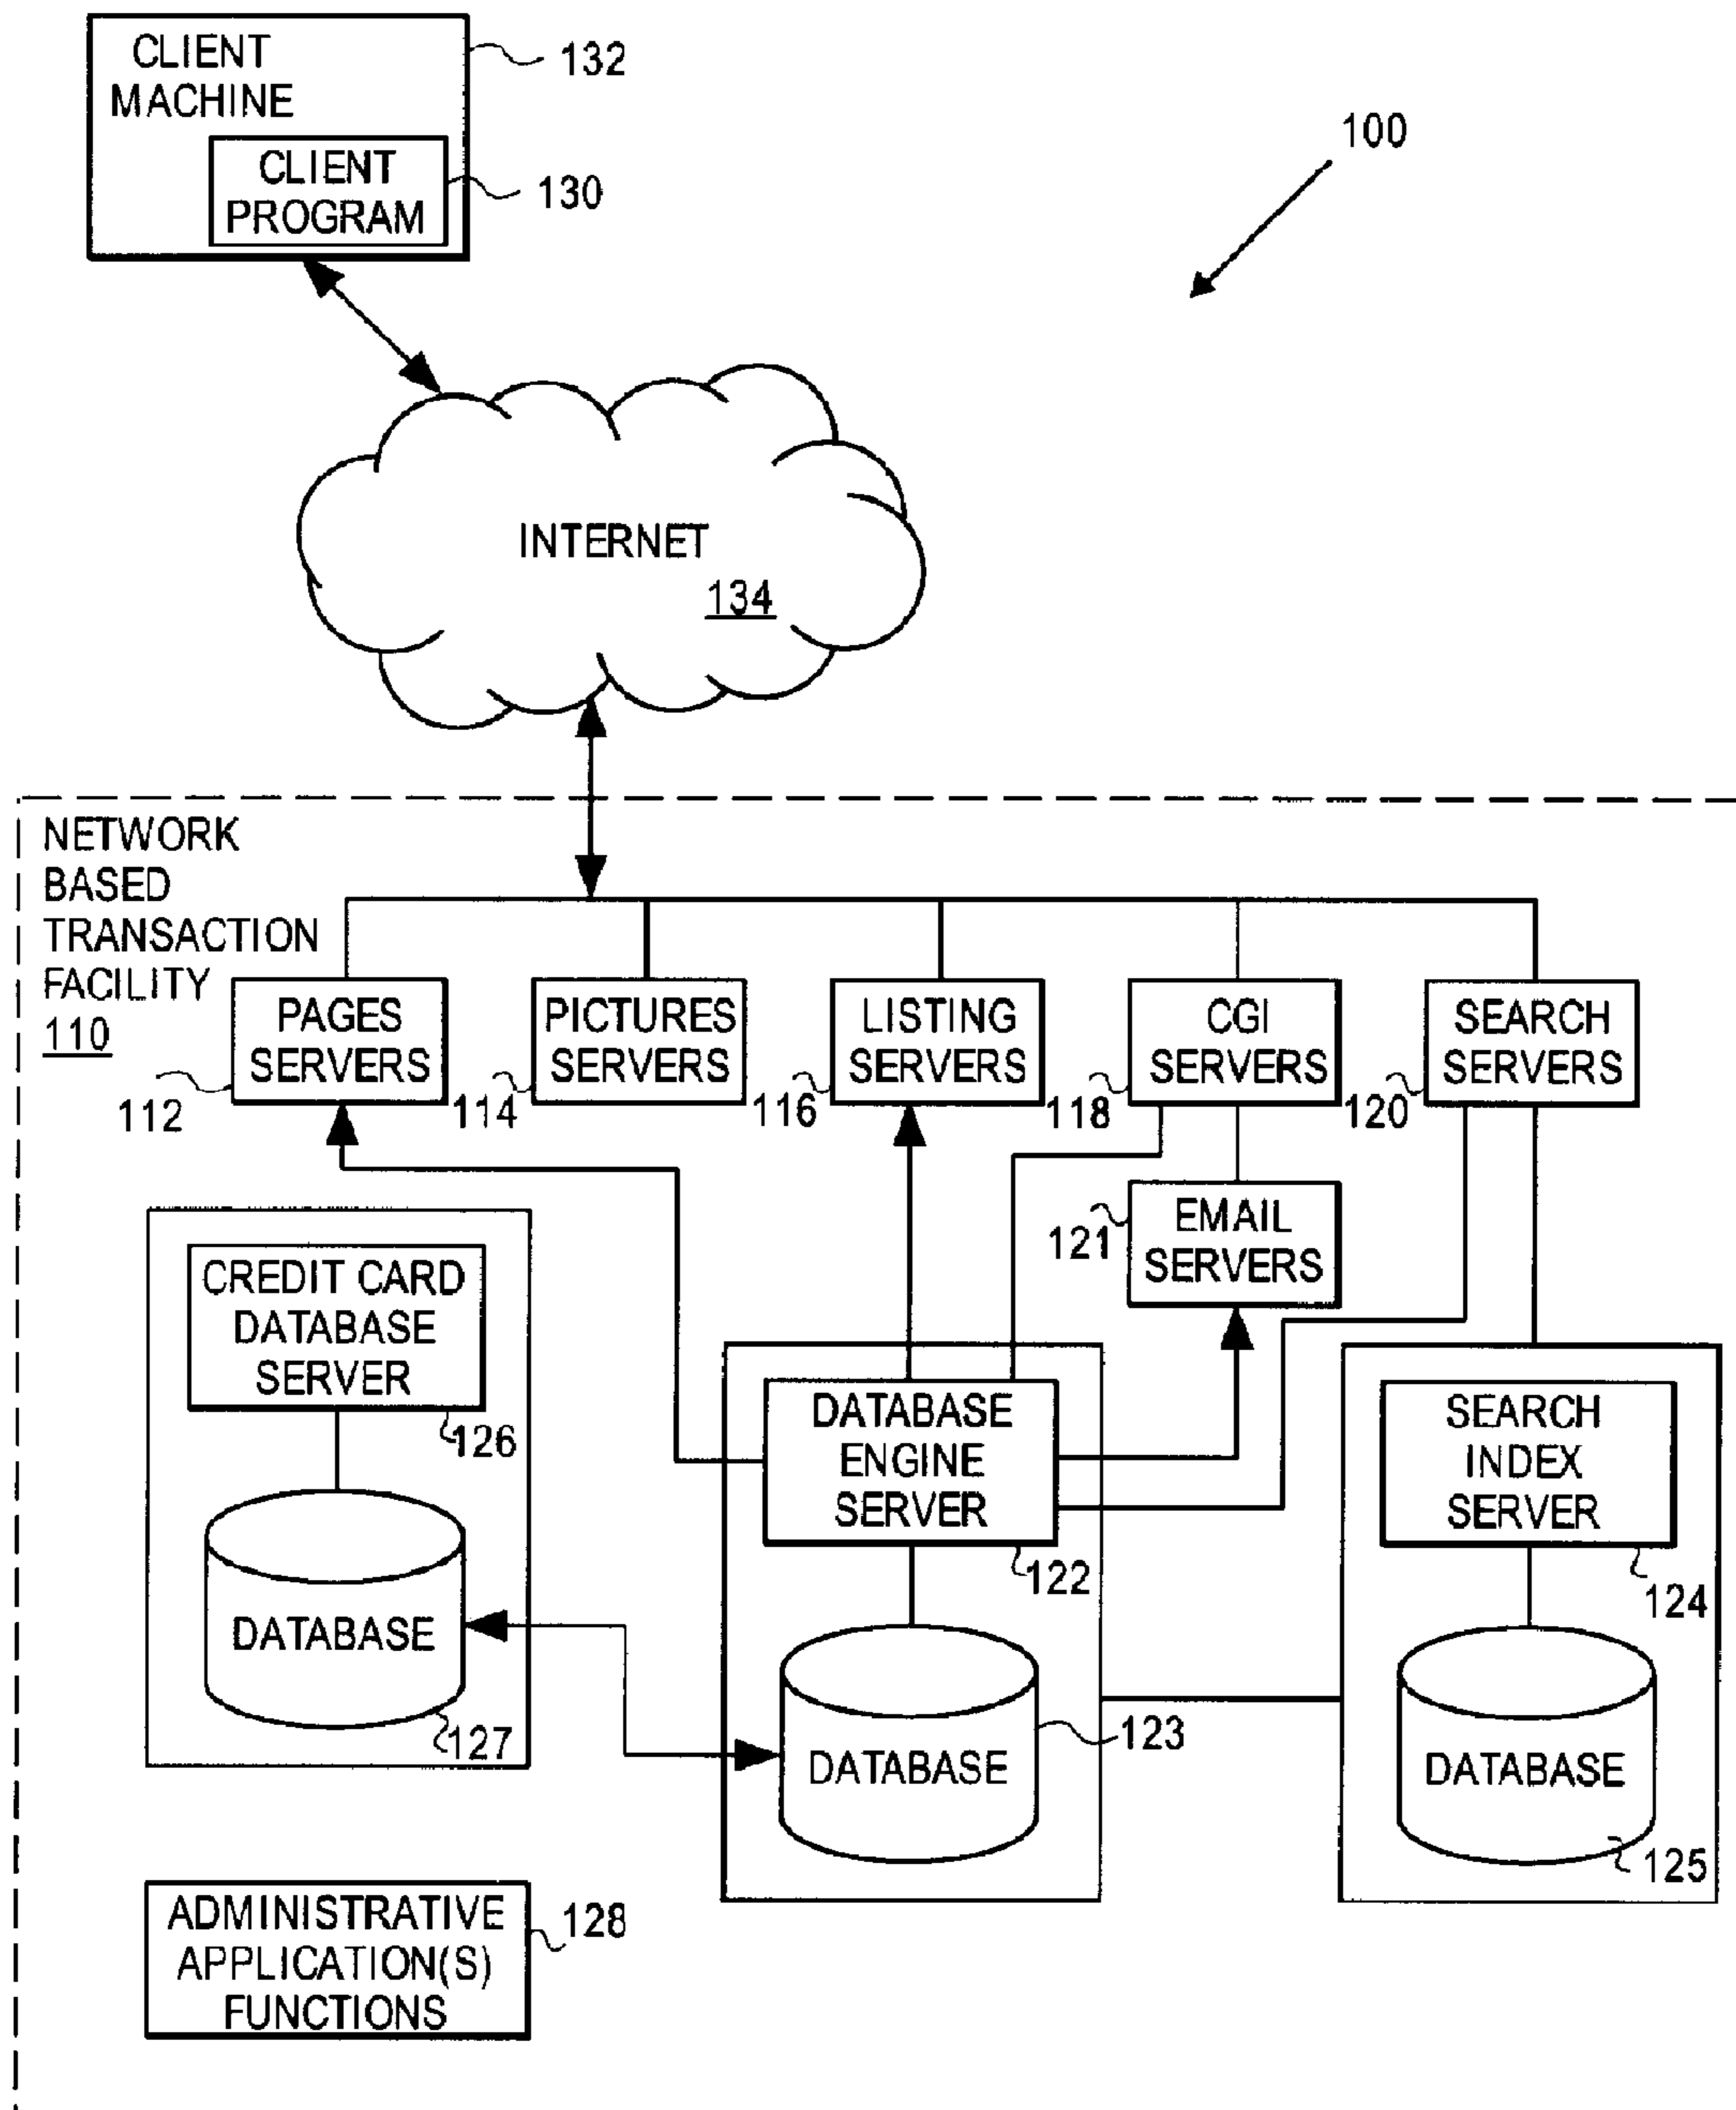 CLIENT
MACHINE
132
CLIENT
PROGRAM
130
100
INTERNET
134
NETWORK
BASED
TRANSACTION
FACILITY
110
PAGES
SERVERS
112
PICTURES
SERVERS
114
LISTING
SERVERS
116
CGI
SERVERS
118
SEARCH
SERVERS
120
EMAIL
SERVERS
121
CREDIT CARD
DATABASE
SERVER
126
DATABASE
127
DATABASE
ENGINE
SERVER
122
DATABASE
123
SEARCH
INDEX
SERVER
124
DATABASE
125
ADMINISTRATIVE
APPLICATION(S)
FUNCTIONS
128